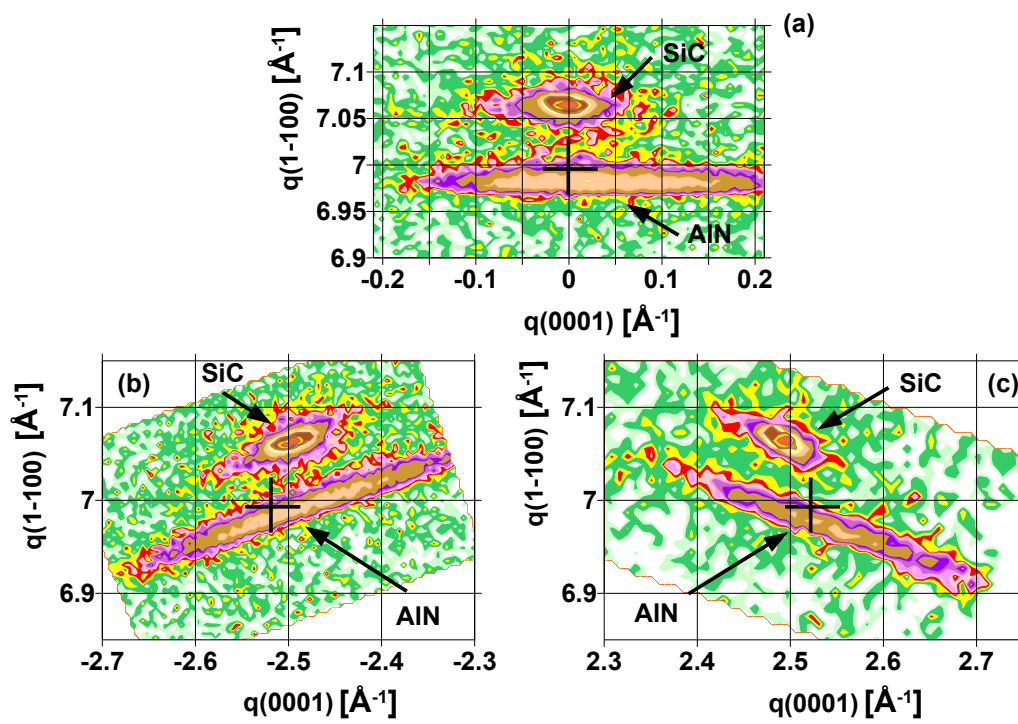 (a)
SiC
7.1
7.05
7
6.95
6.9
q(1-100) [Å-1]
AlN
-0.2 -0.1 0 0.1 0.2
q(0001) [Å-1]
(b)
SiC
7.1
7
6.9
q(1-100) [Å-1]
AlN
-2.7 -2.6 -2.5 -2.4 -2.3
q(0001) [Å-1]
(c)
SiC
7.1
7
6.9
q(1-100) [Å-1]
AlN
2.3 2.4 2.5 2.6 2.7
q(0001) [Å-1]